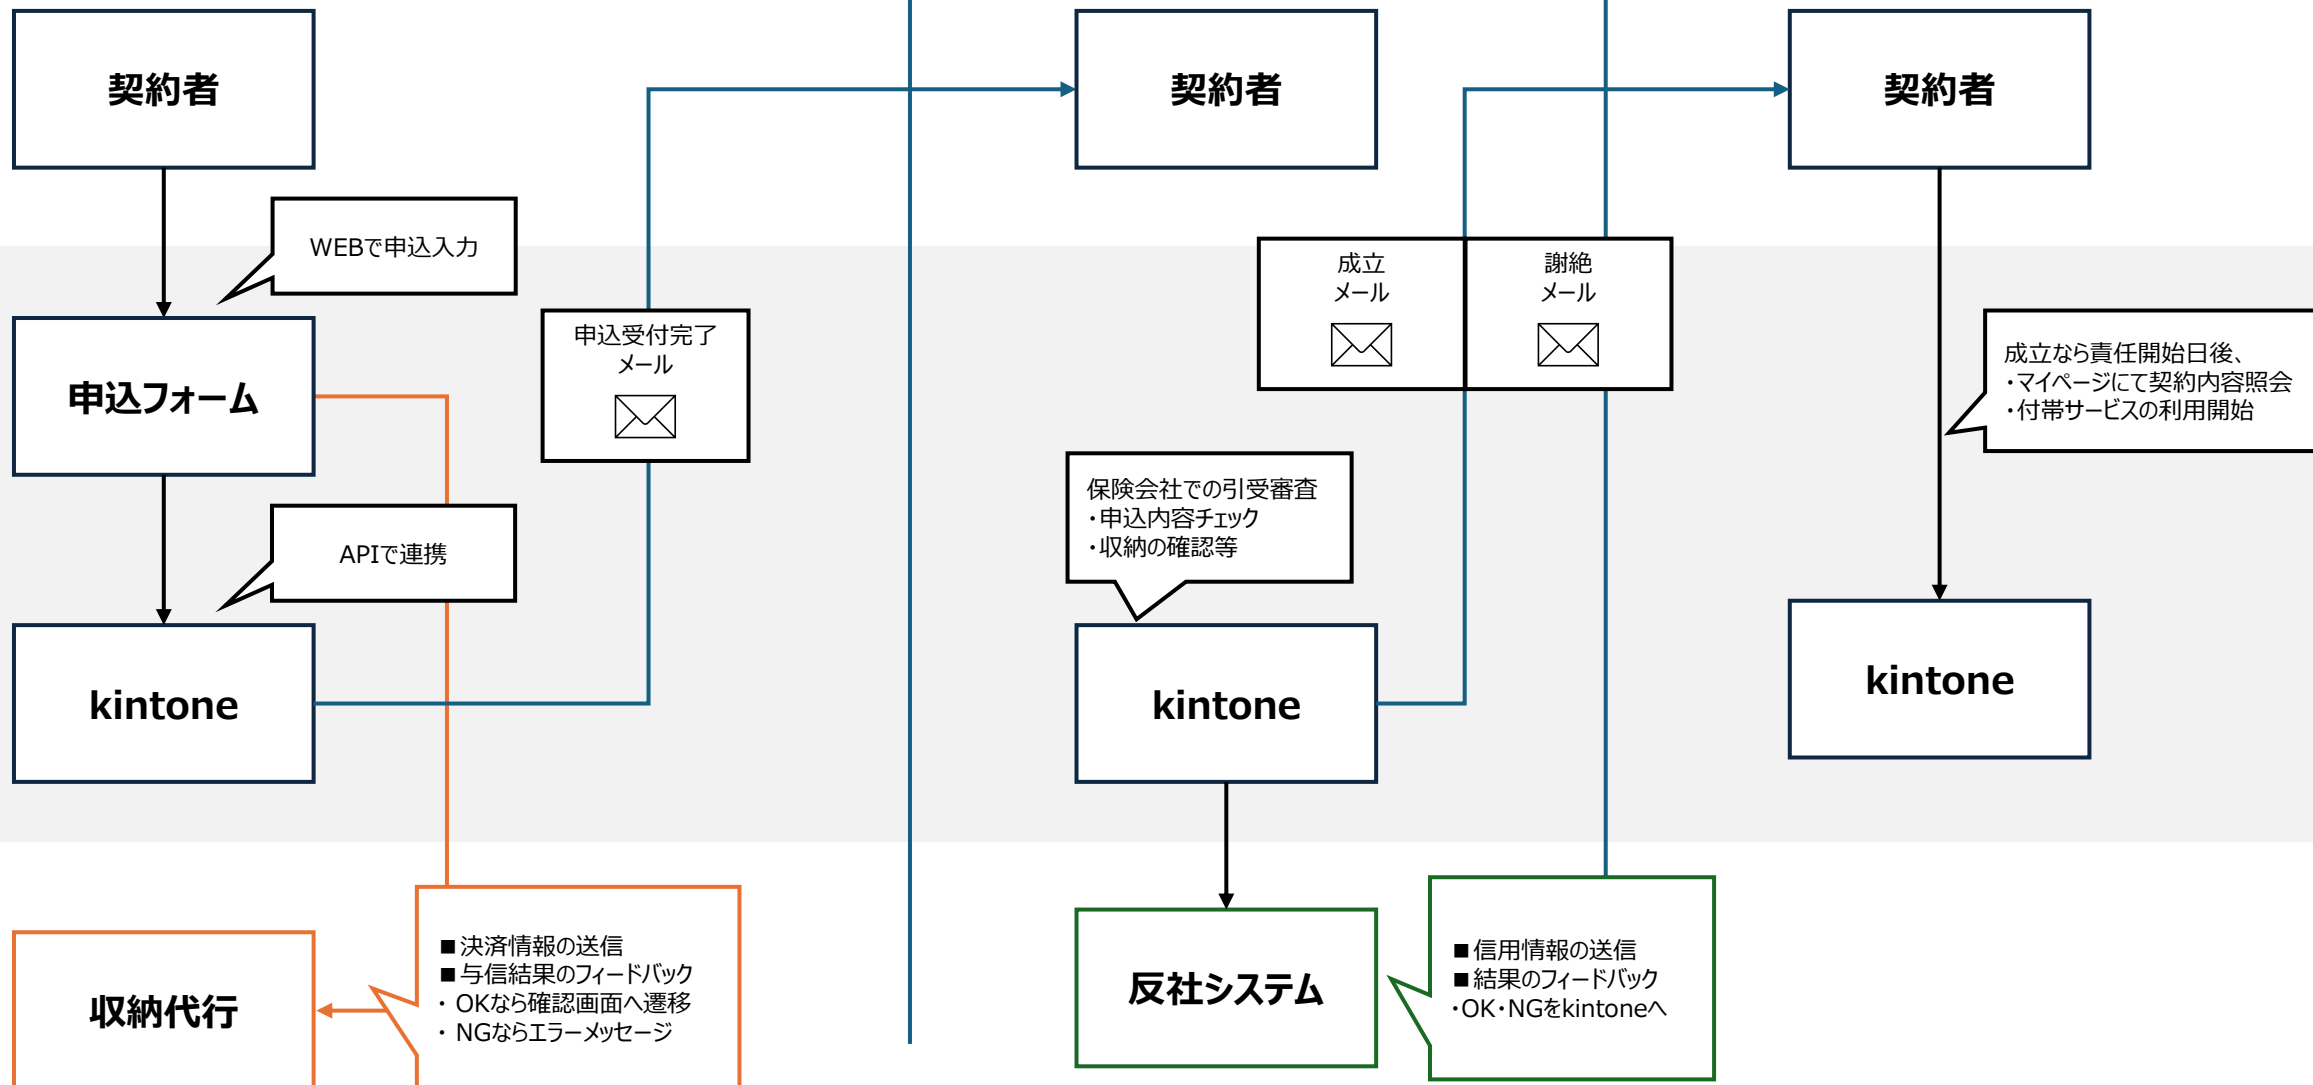 契約者
WEBで申込入力
申込フォーム
APIで連携
kintone
申込受付完了
メール
収納代行
■決済情報の送信
■与信結果のフィードバック
・ OKなら確認画面へ遷移
・ NGならエラーメッセージ
契約者
成立
メール
謝絶
メール
保険会社での引受審査
・申込内容チェック
・収納の確認等
kintone
反社システム
■信用情報の送信
■結果のフィードバック
・OK・NGをkintoneへ
契約者
成立なら責任開始日後、
・マイページにて契約内容照会
・付帯サービスの利用開始
kintone